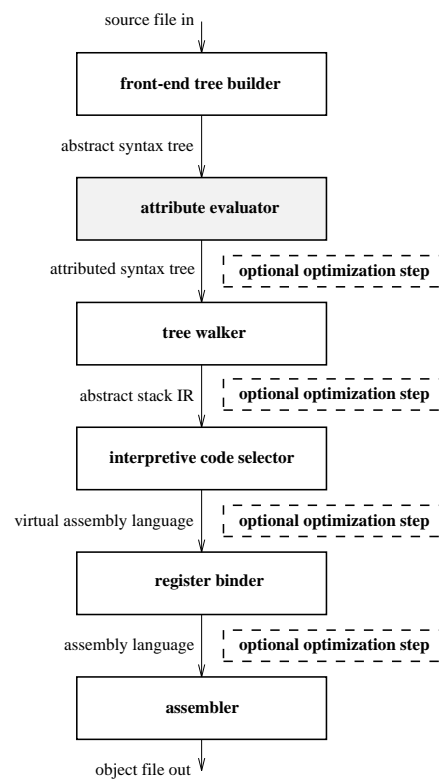 source file in
front-end tree builder
abstract syntax tree
attribute evaluator
attributed syntax tree
optional optimization step
tree walker
abstract stack IR
optional optimization step
interpretive code selector
virtual assembly language
optional optimization step
register binder
assembly language
optional optimization step
assembler
object file out